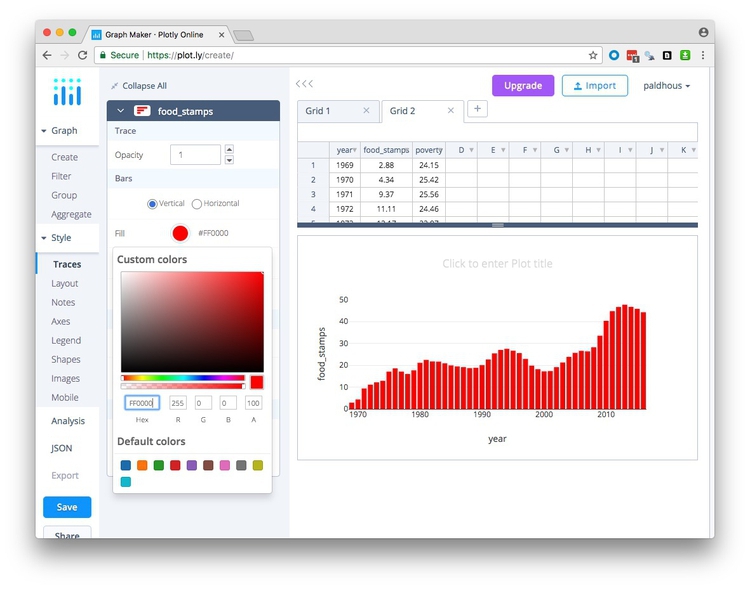 Graph Maker · Plotly Online
Secure https://plot.ly/create/
1
Collapse All
Upgrade
Import
paldhous
food_stamps
Graph
Create
Filter
Group
Aggregate
Style
Traces
Layout
Notes
Axes
Legend
Shapes
Images
Mobile
Analysis
JSON
Export
Save
Share
Trace
Opacity 1
Bars
Vertical Horizontal
Fill #FF0000
Custom colors
FF0000 255 0 0 100
Hex R G B A
Default colors
Grid 1 Grid 2 +
year food_stamps poverty D E F G H I J K
1 1969 2.88 24.15
2 1970 4.34 25.42
3 1971 9.37 25.56
4 1972 11.11 24.46
Click to enter Plot title
50
40
30
20
10
0
food_stamps
1970 1980 1990 2000 2010
year